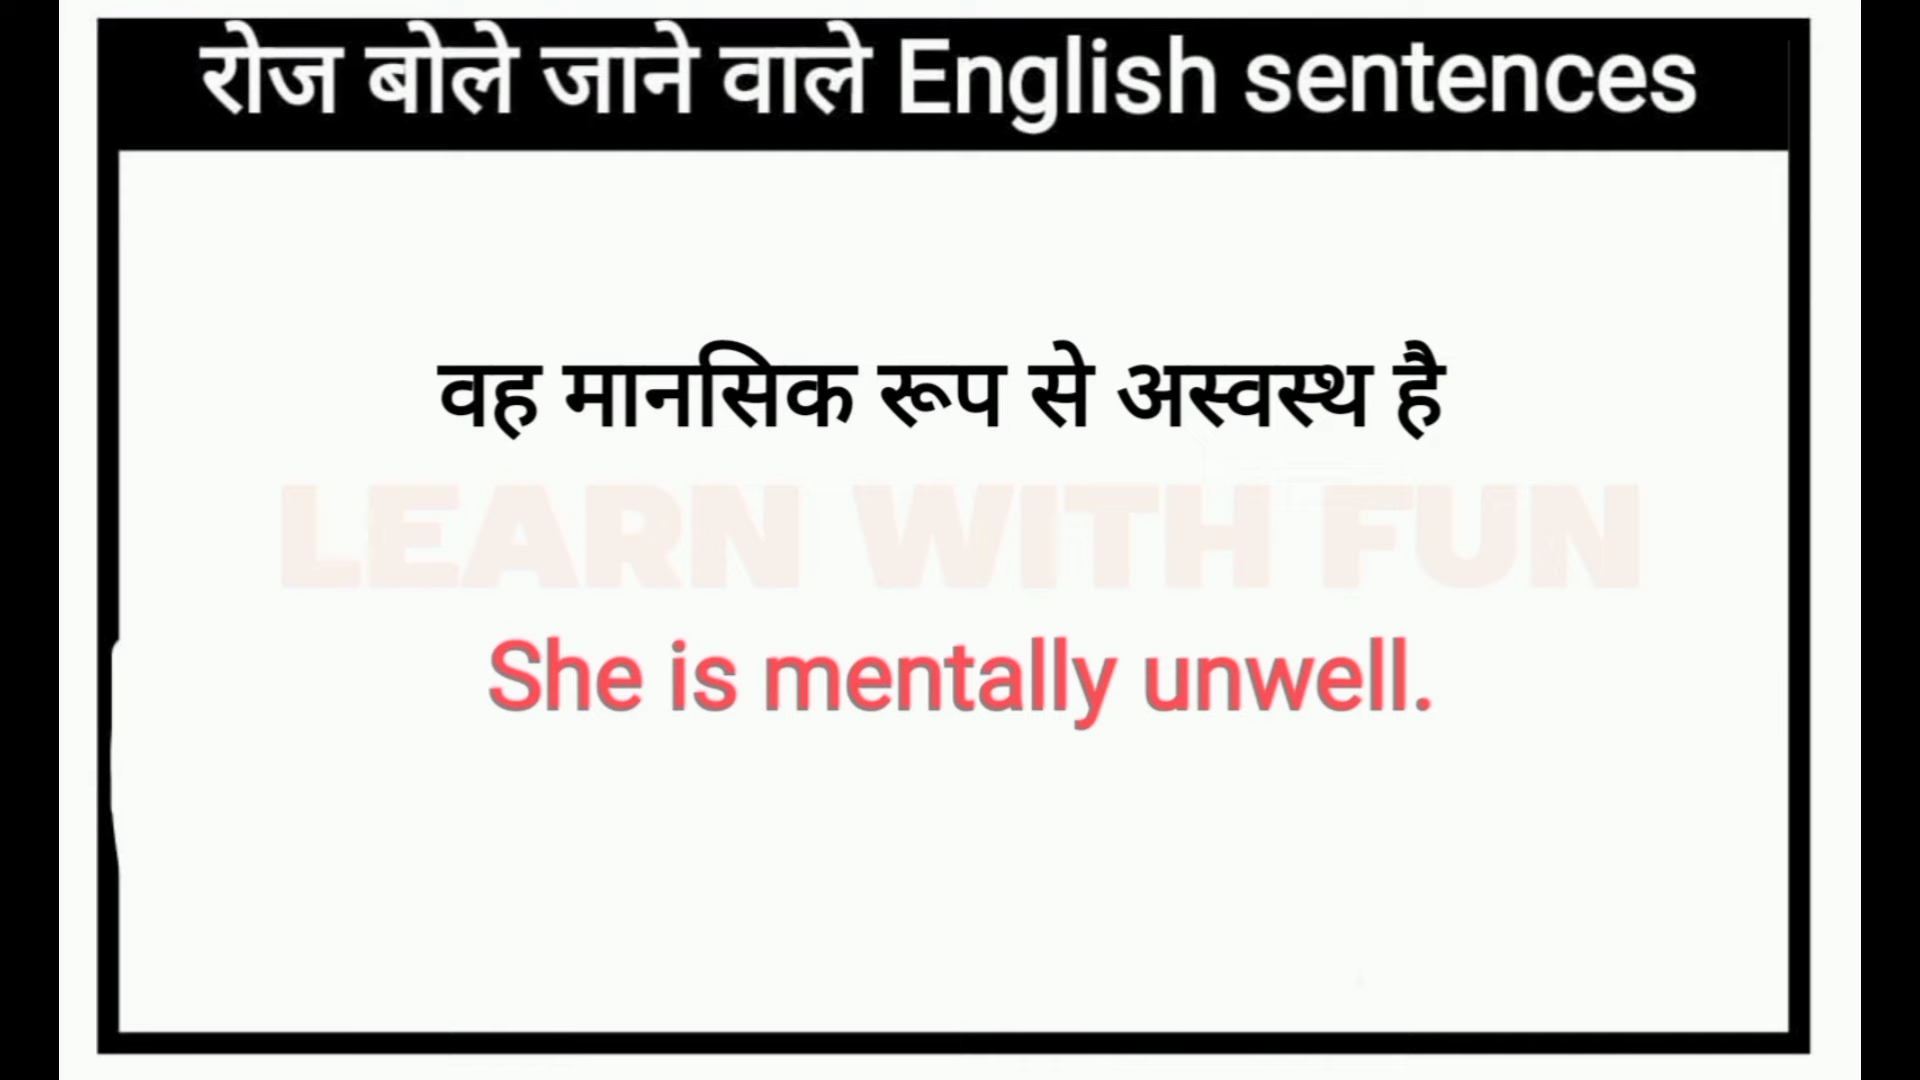 रोज बोले जाने वाले English sentences
वह मानसिक रूप से अस्वस्थ है
LEARN WITH FUN
She is mentally unwell.